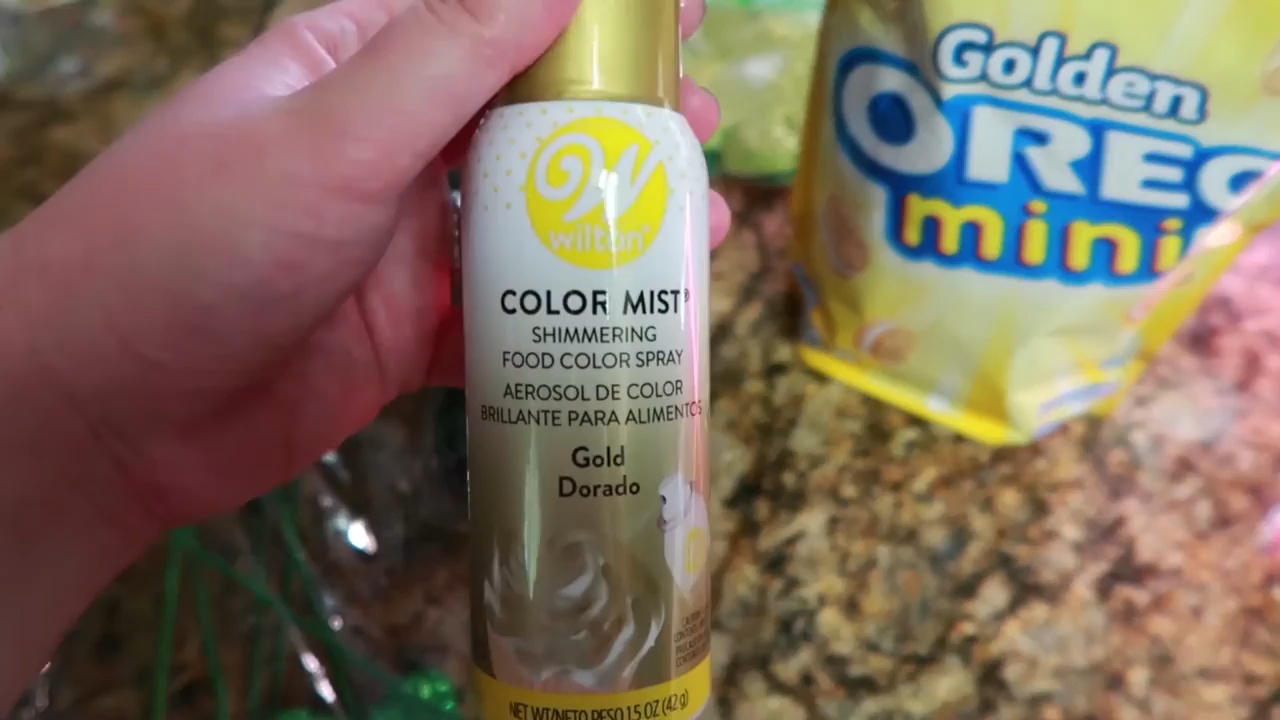 W
wilton
COLOR MIST®
SHIMMERING
FOOD COLOR SPRAY
AEROSOL DE COLOR
BRILLANTE PARA ALIMENTOS
Gold
Dorado
NET WT/NETO PESO 1.5 OZ (42 g)
Golden
OREO
mini